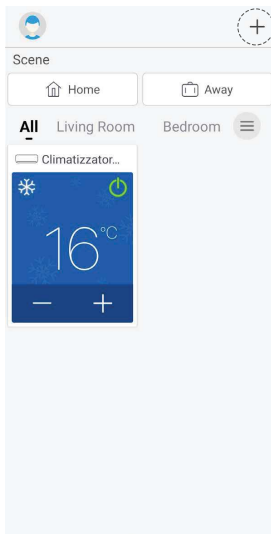 Scene
Home Away
All Living Room Bedroom
Climatizzator...
16°C